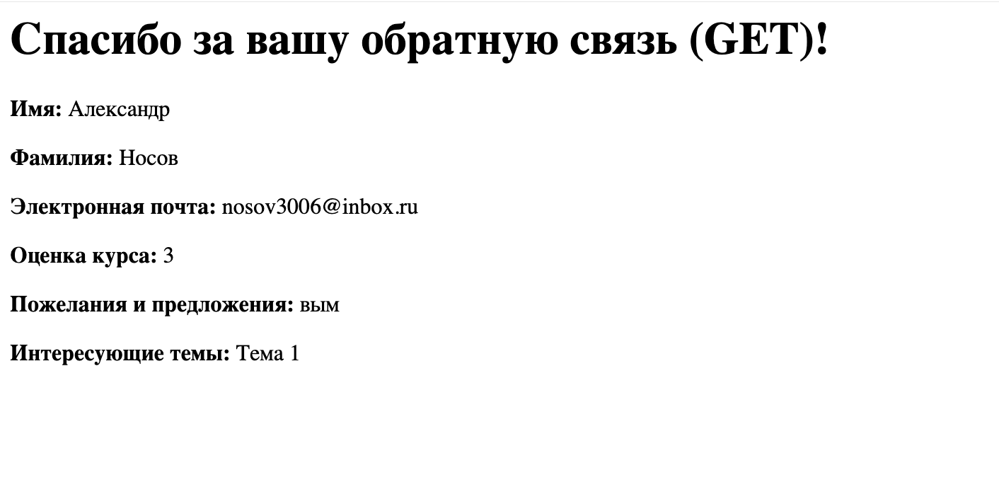 Спасибо за вашу обратную связь (GET)!
Имя: Александр
Фамилия: Носов
Электронная почта: nosov3006@inbox.ru
Оценка курса: 3
Пожелания и предложения: вым
Интересующие темы: Тема 1